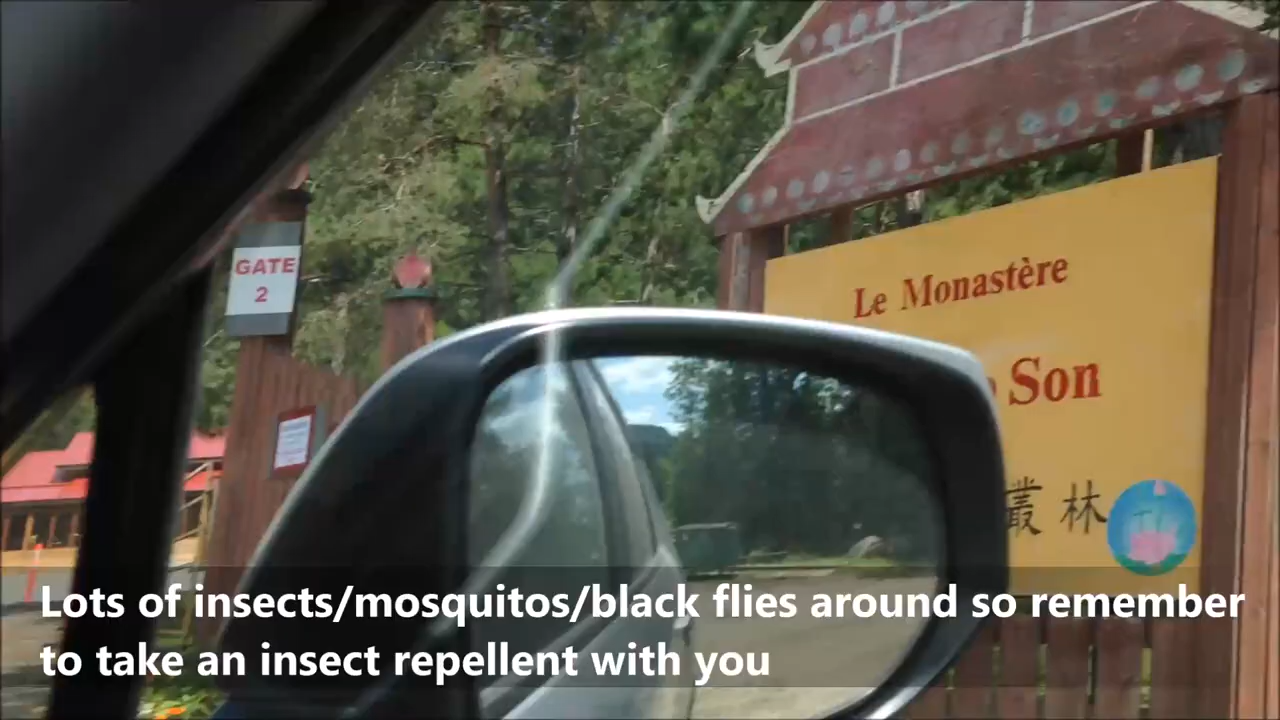 GATE
2
Le Monastère
Son
叢林
Lots of insects/mosquitos/black flies around so remember
to take an insect repellent with you